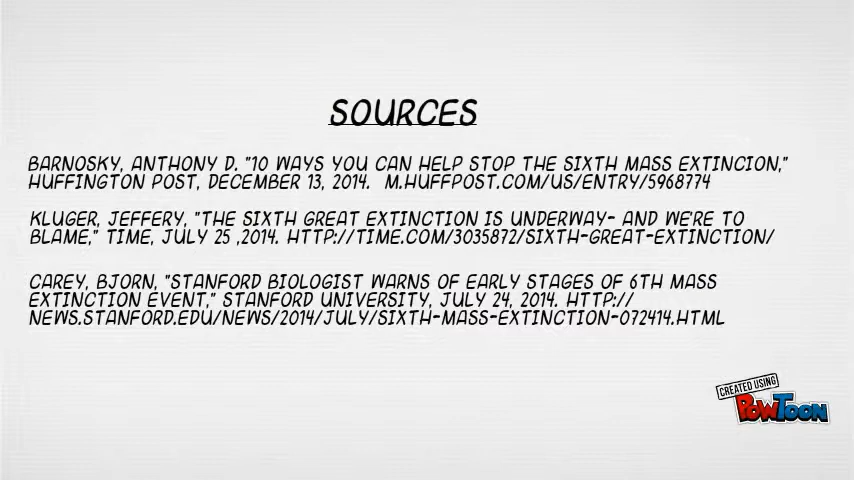 SOURCES
BARNOSKY, ANTHONY D. "10 WAYS YOU CAN HELP STOP THE SIXTH MASS EXTINCION,"
HUFFINGTON POST, DECEMBER 13, 2014. M.HUFFPOST.COM/US/ENTRY/5968774
KLUGER, JEFFERY, "THE SIXTH GREAT EXTINCTION IS UNDERWAY- AND WE'RE TO
BLAME," TIME, JULY 25 ,2014. HTTP://TIME.COM/3035872/SIXTH-GREAT-EXTINCTION/
CAREY, BJORN, "STANFORD BIOLOGIST WARNS OF EARLY STAGES OF 6TH MASS
EXTINCTION EVENT," STANFORD UNIVERSITY, JULY 24, 2014. HTTP://
NEWS.STANFORD.EDU/NEWS/2014/JULY/SIXTH-MASS-EXTINCTION-072414.HTML
CREATED USING
POWTOON